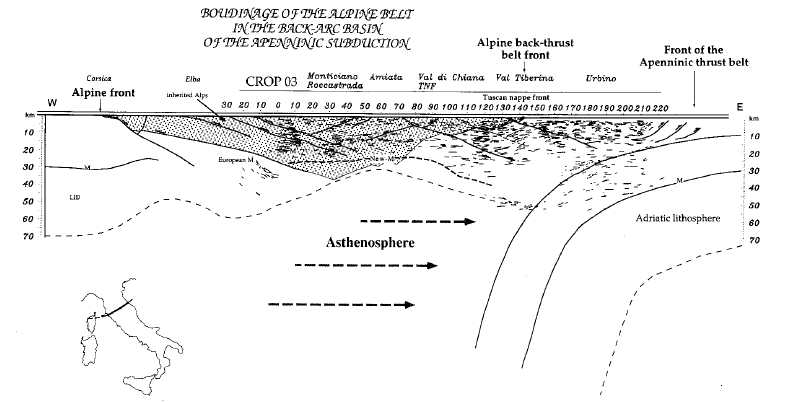 BOUDINAGE OF THE ALPINE BELT
IN THE BACK-ARC BASIN
OF THE APENNINIC SUBDUCTION
Alpine back-thrust
belt front
Front of the
Apenninic thrust belt
Corsica
Alpine front
Elba
inherited Alps
CROP 03
Monticiano
Roccastrada
Amiata
Val di Chiana
TNF
Val Tiberina
Urbino
Tuscan nappe front
W
30 20 10 0 10 20 30 40 50 60 70 80 90 100 110 120 130 140 150 160 170 180 190 200 210 220
E
km
10
20
30
40
50
60
70
km
10
20
30
40
50
60
70
M
LID
European M
New M
M
Adriatic lithosphere
Asthenosphere